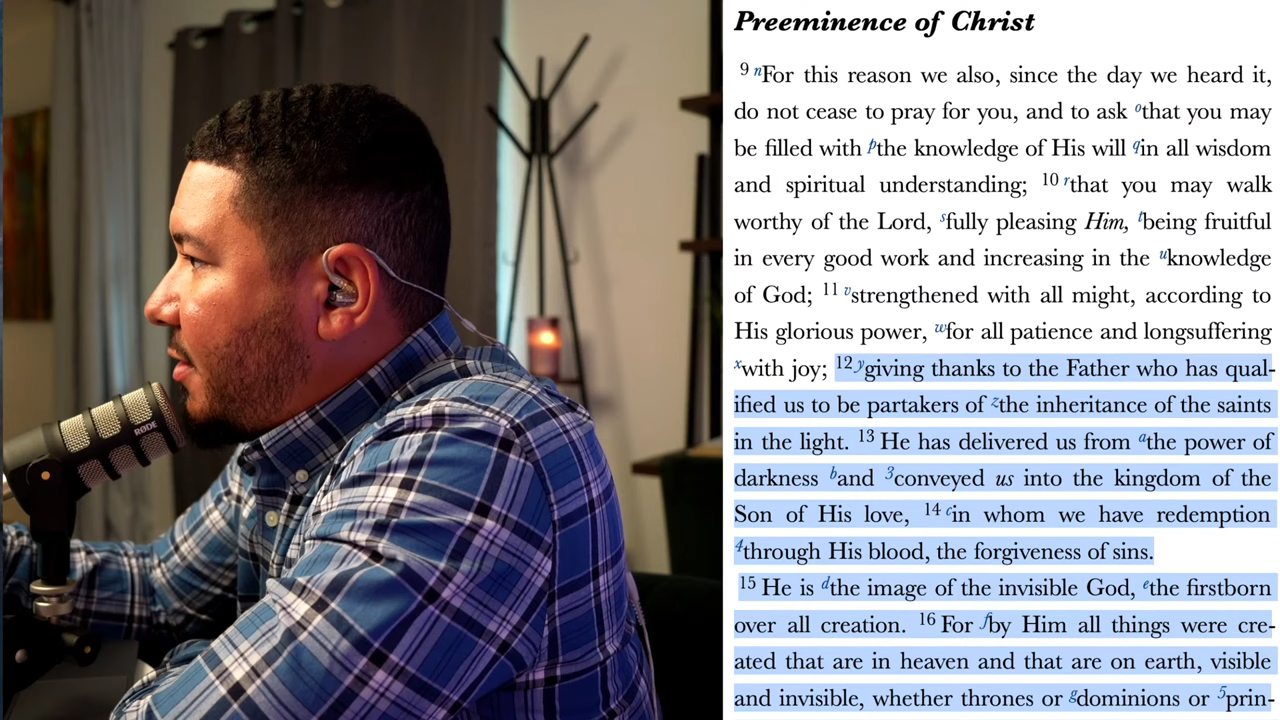 Preeminence of Christ
9 nFor this reason we also, since the day we heard it,
do not cease to pray for you, and to ask othat you may
be filled with pthe knowledge of His will qin all wisdom
and spiritual understanding; 10 rthat you may walk
worthy of the Lord, sfully pleasing Him, tbeing fruitful
in every good work and increasing in the uknowledge
of God; 11 vstrengthened with all might, according to
His glorious power, wfor all patience and longsuffering
xwith joy; 12 ygiving thanks to the Father who has qual-
ified us to be partakers of zthe inheritance of the saints
in the light. 13 He has delivered us from athe power of
darkness band 3conveyed us into the kingdom of the
Son of His love, 14 cin whom we have redemption
4through His blood, the forgiveness of sins.
15 He is dthe image of the invisible God, ethe firstborn
over all creation. 16 For fby Him all things were cre-
ated that are in heaven and that are on earth, visible
and invisible, whether thrones or gdominions or 5prin-
RØDE